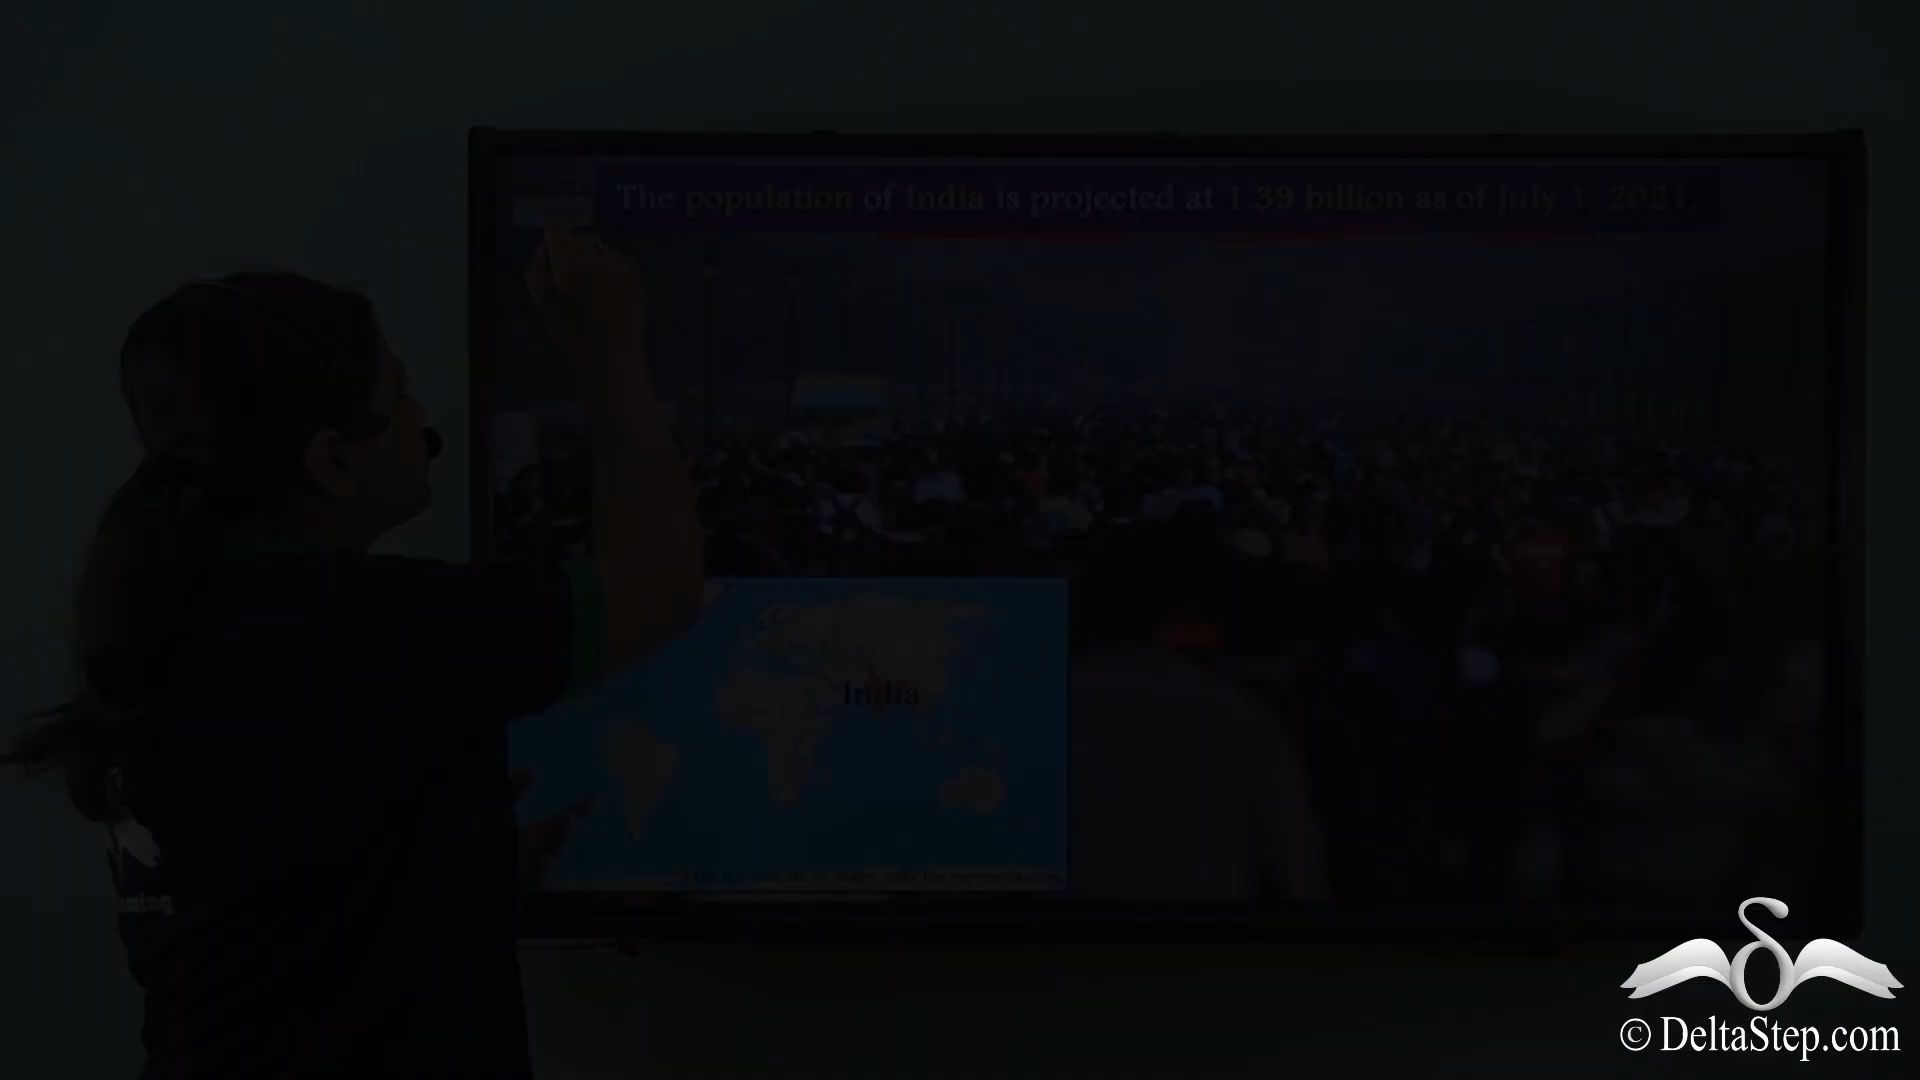 The population of India is projected at 1.39 billion as of July 1, 2021.
India
© DeltaStep.com